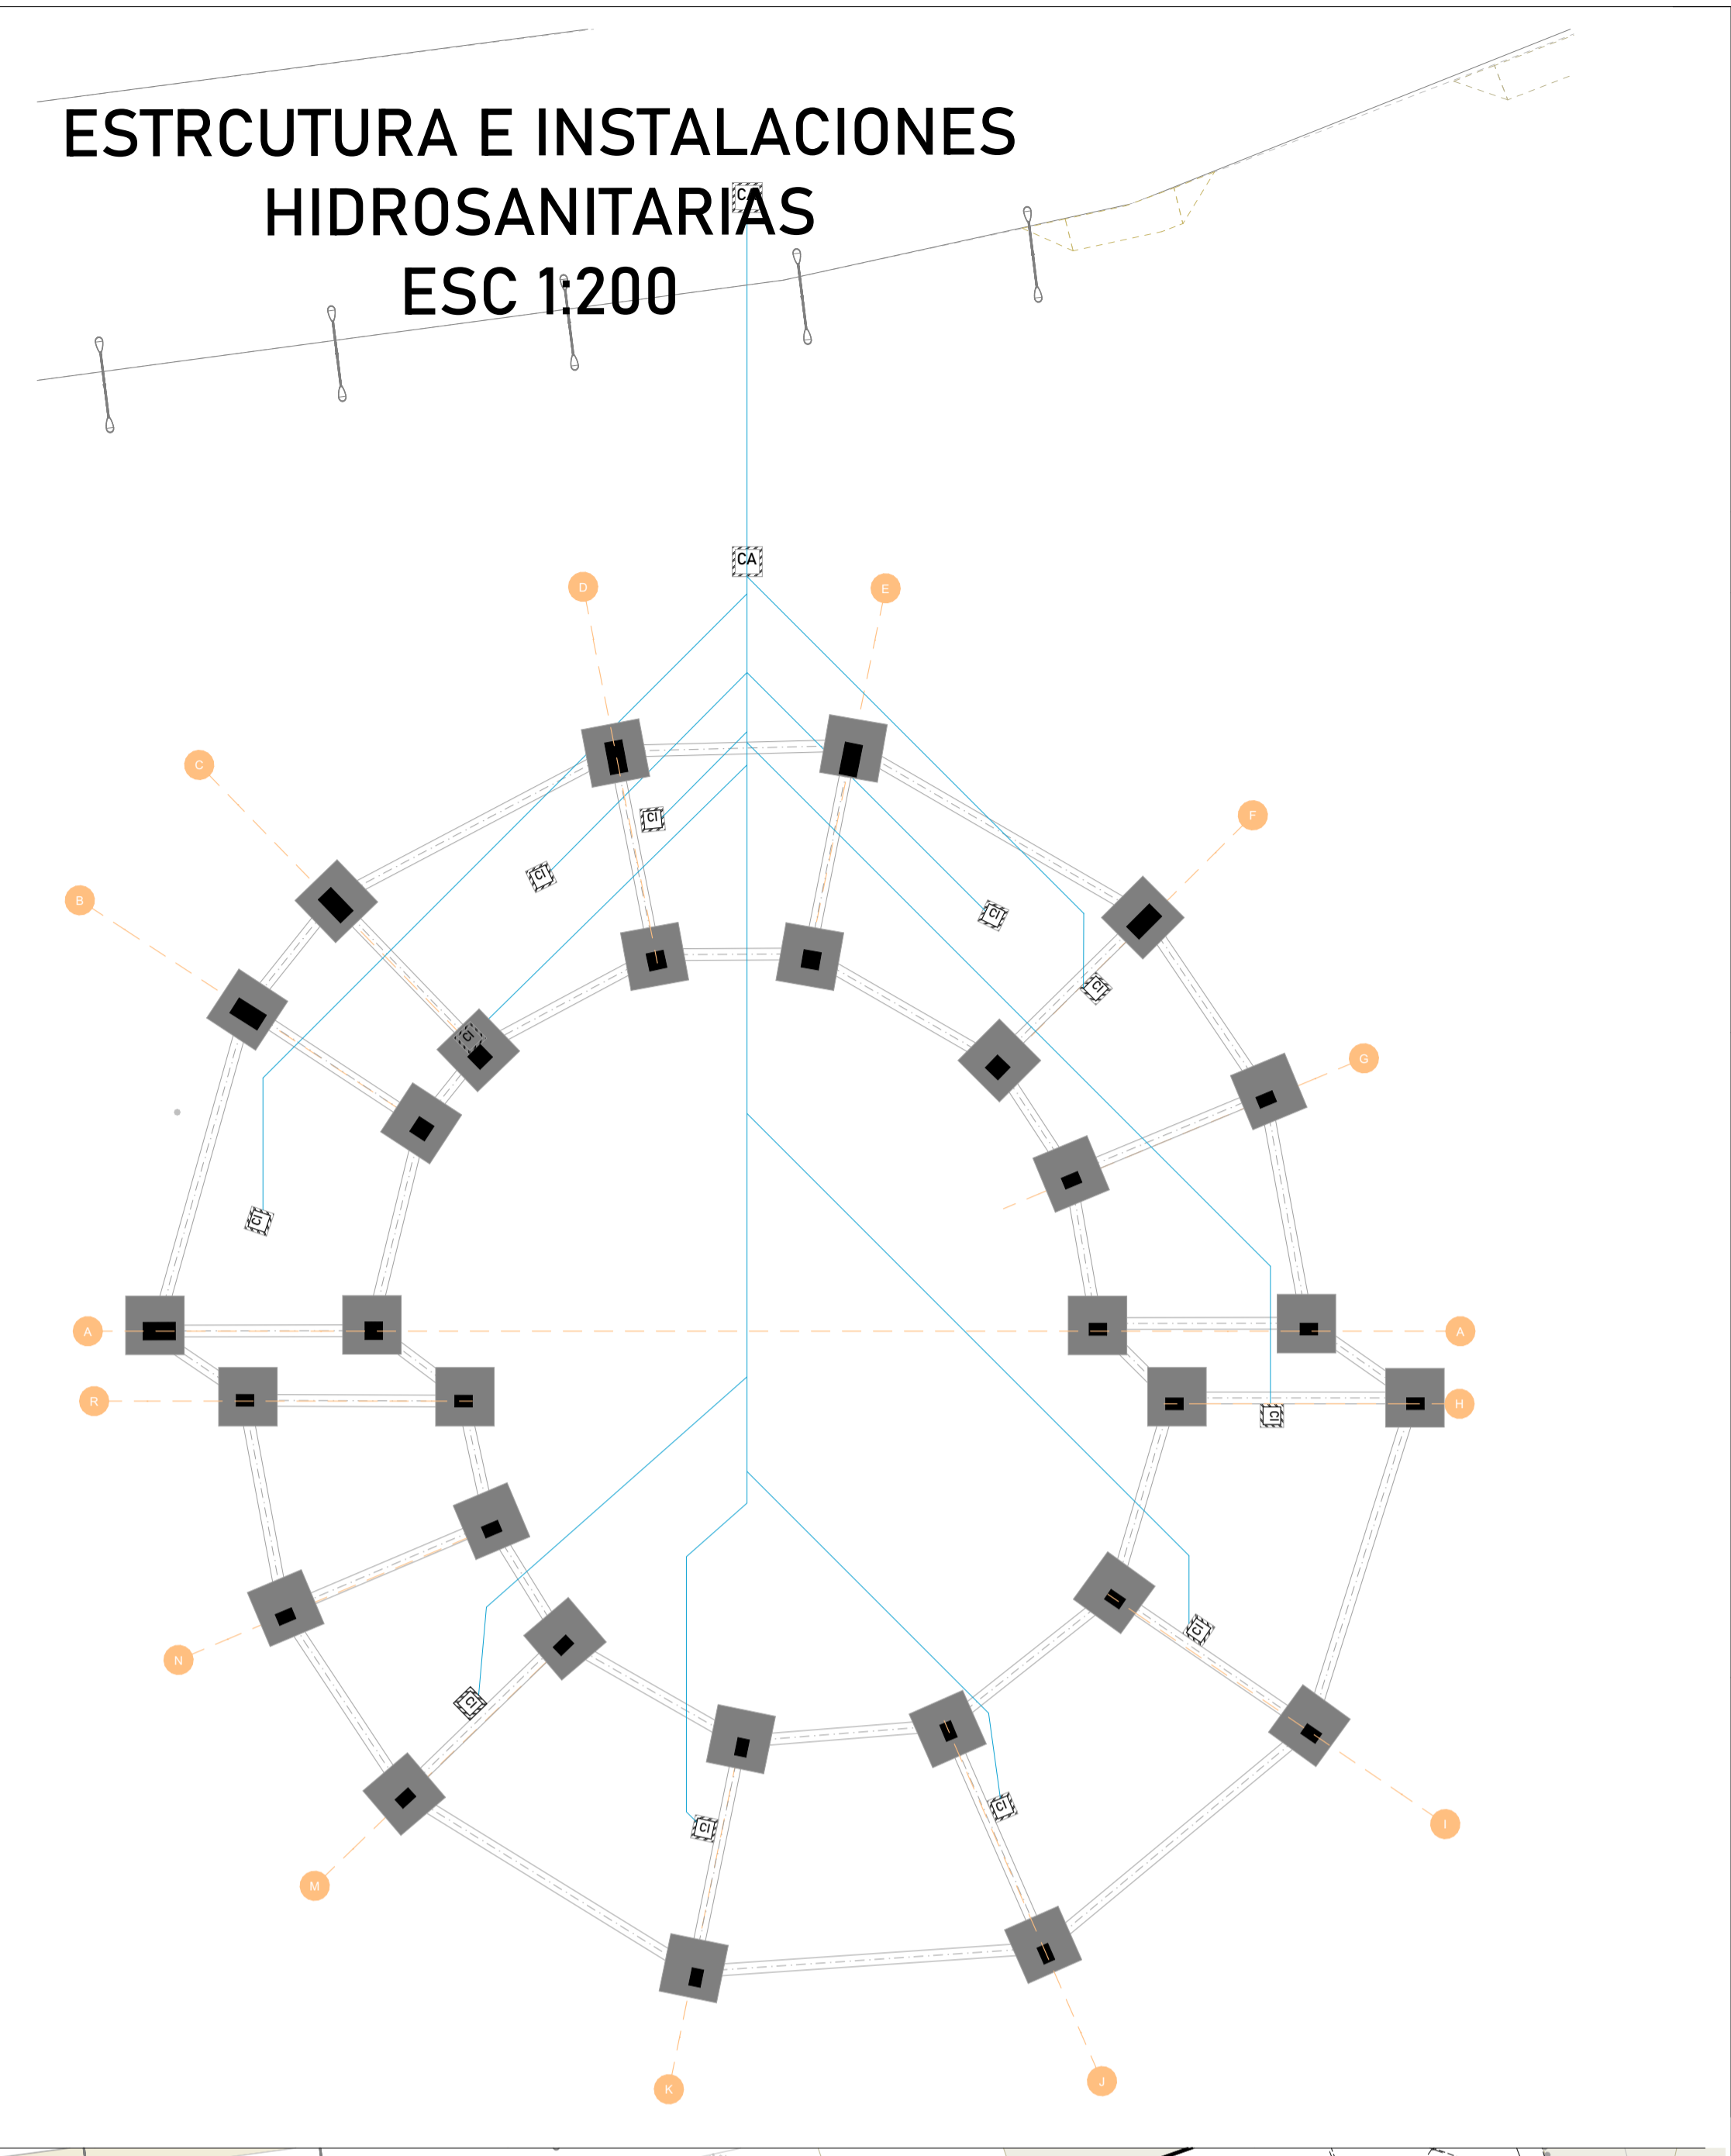 ESTRCUTURA E INSTALACIONES
CA
HIDROSANITARIAS
ESC 1:200
CA
D
E
C
CI
F
B
CI
CI
CI
CI
G
CI
A
A
R
H
CI
CI
N
CI
CI
I
CI
M
J
K